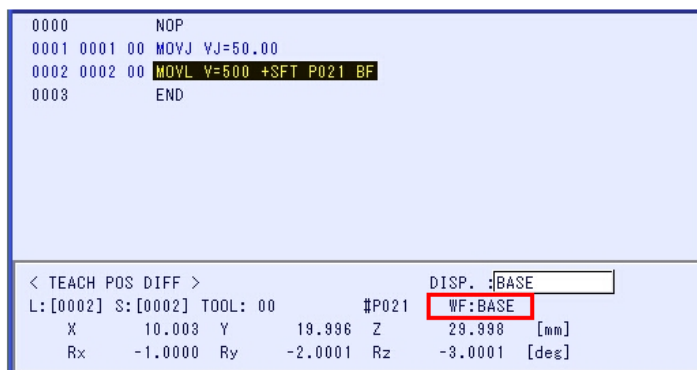 0000 NOP
0001 0001 00 MOVJ VJ=50.00
0002 0002 00 MOVL V=500 +SFT P021 BF
0003 END
< TEACH POS DIFF > DISP. :BASE
L:[0002] S:[0002] TOOL: 00 #P021 WF:BASE
X 10.003 Y 19.996 Z 29.998 [mm]
Rx -1.0000 Ry -2.0001 Rz -3.0001 [deg]